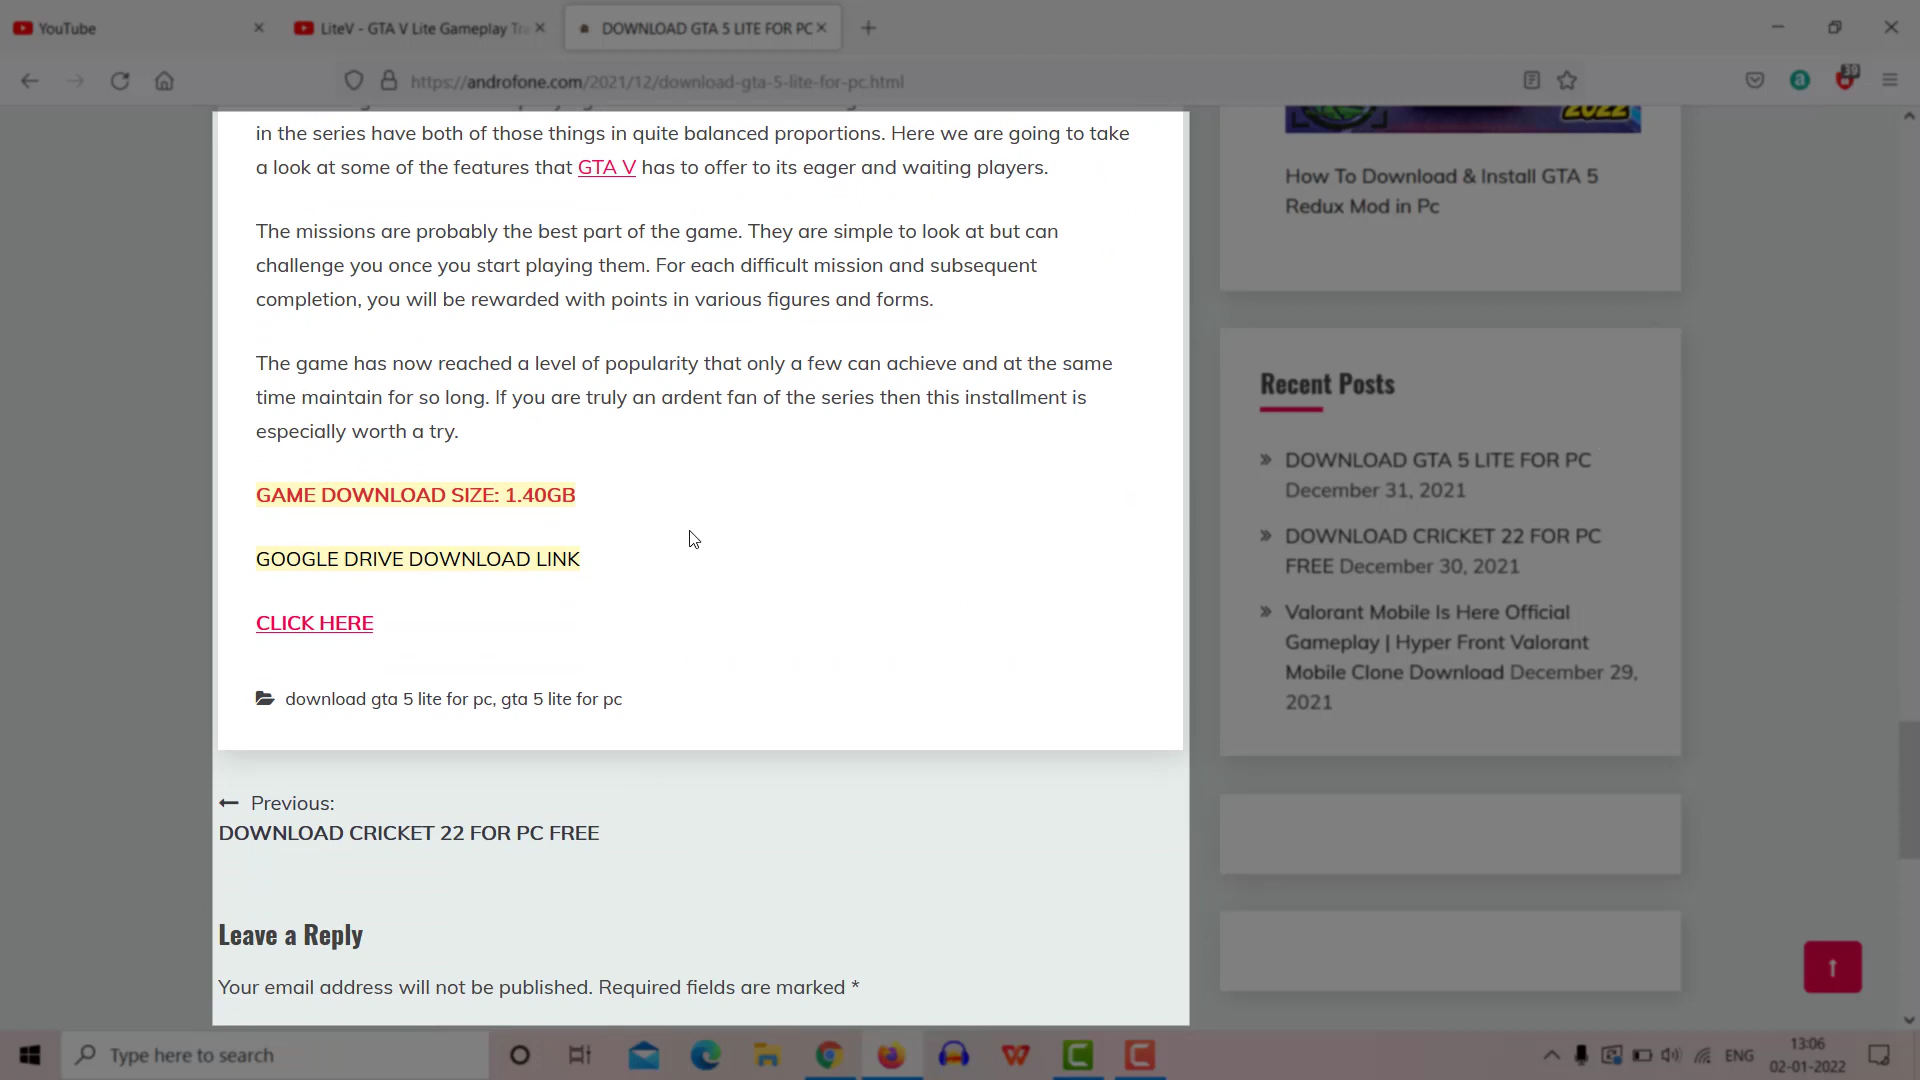 YouTube
LiteV - GTA V Lite Gameplay Tra
DOWNLOAD GTA 5 LITE FOR PC
https://androfone.com/2021/12/download-gta-5-lite-for-pc.html
39
a
in the series have both of those things in quite balanced proportions. Here we are going to take
a look at some of the features that GTA V has to offer to its eager and waiting players.
The missions are probably the best part of the game. They are simple to look at but can
challenge you once you start playing them. For each difficult mission and subsequent
completion, you will be rewarded with points in various figures and forms.
The game has now reached a level of popularity that only a few can achieve and at the same
time maintain for so long. If you are truly an ardent fan of the series then this installment is
especially worth a try.
GAME DOWNLOAD SIZE: 1.40GB
GOOGLE DRIVE DOWNLOAD LINK
CLICK HERE
download gta 5 lite for pc, gta 5 lite for pc
Previous:
DOWNLOAD CRICKET 22 FOR PC FREE
Leave a Reply
Your email address will not be published. Required fields are marked *
2022
How To Download & Install GTA 5
Redux Mod in Pc
Recent Posts
DOWNLOAD GTA 5 LITE FOR PC
December 31, 2021
DOWNLOAD CRICKET 22 FOR PC
FREE December 30, 2021
Valorant Mobile Is Here Official
Gameplay | Hyper Front Valorant
Mobile Clone Download December 29,
2021
Type here to search
ENG
13:06
02-01-2022